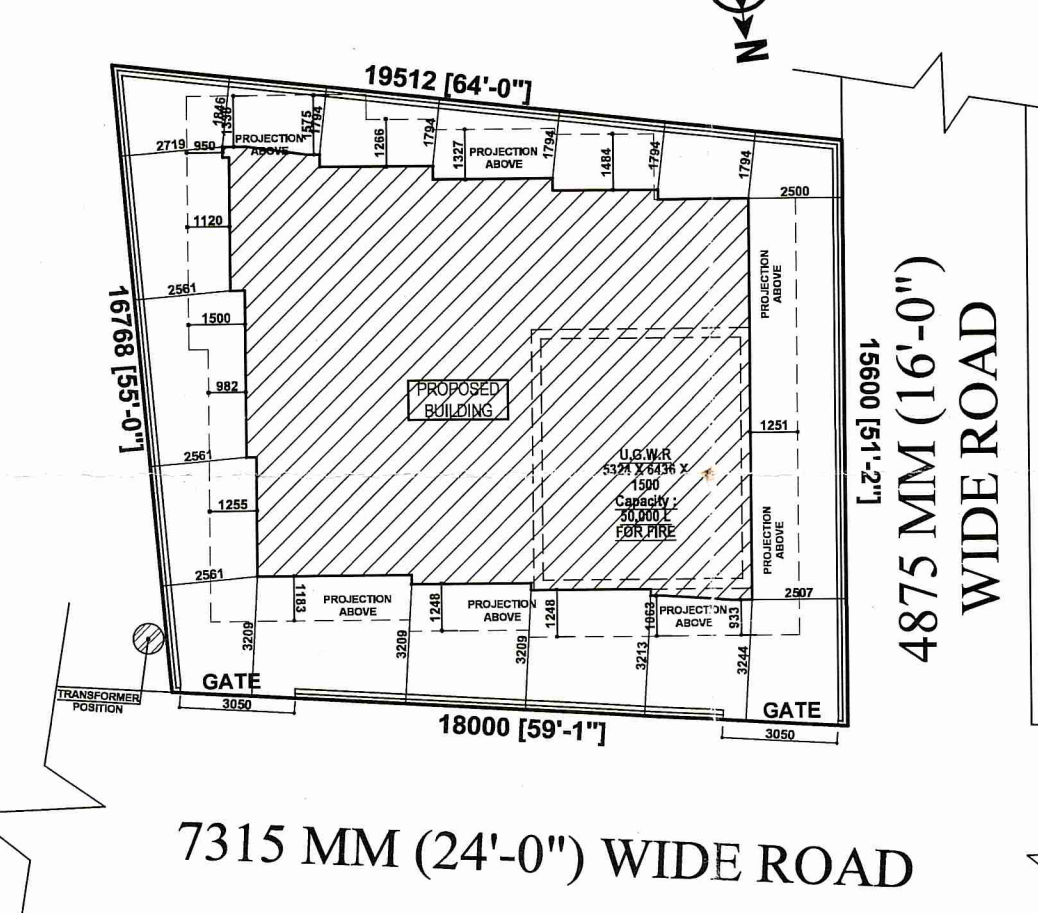 N
19512 [64'-0"]
1846
1338
1575
1794
PROJECTION
ABOVE
1266
1794
1327
PROJECTION
ABOVE
1794
1484
1794
1794
2719
950
2500
1120
PROJECTION
ABOVE
2561
1500
16768 [55'-0"]
982
PROPOSED
BUILDING
15600 [51'-2"]
4875 MM (16'-0")
WIDE ROAD
1251
2561
U.G.W.R
5321 X 6436 X
1500
Capacity :
50,000 L
FOR FIRE
1255
PROJECTION
ABOVE
2561
2507
1183
PROJECTION
ABOVE
1248
PROJECTION
ABOVE
1248
1063
PROJECTION
ABOVE
933
3209
3209
3209
3213
3244
GATE
TRANSFORMER
POSITION
3050
18000 [59'-1"]
GATE
3050
7315 MM (24'-0") WIDE ROAD